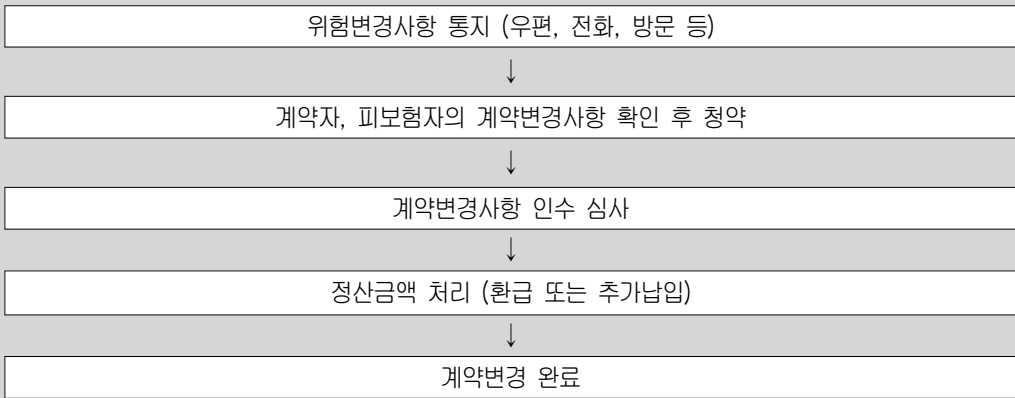 위험변경사항 통지 (우편, 전화, 방문 등)
↓
계약자, 피보험자의 계약변경사항 확인 후 청약
↓
계약변경사항 인수 심사
↓
정산금액 처리 (환급 또는 추가납입)
↓
계약변경 완료